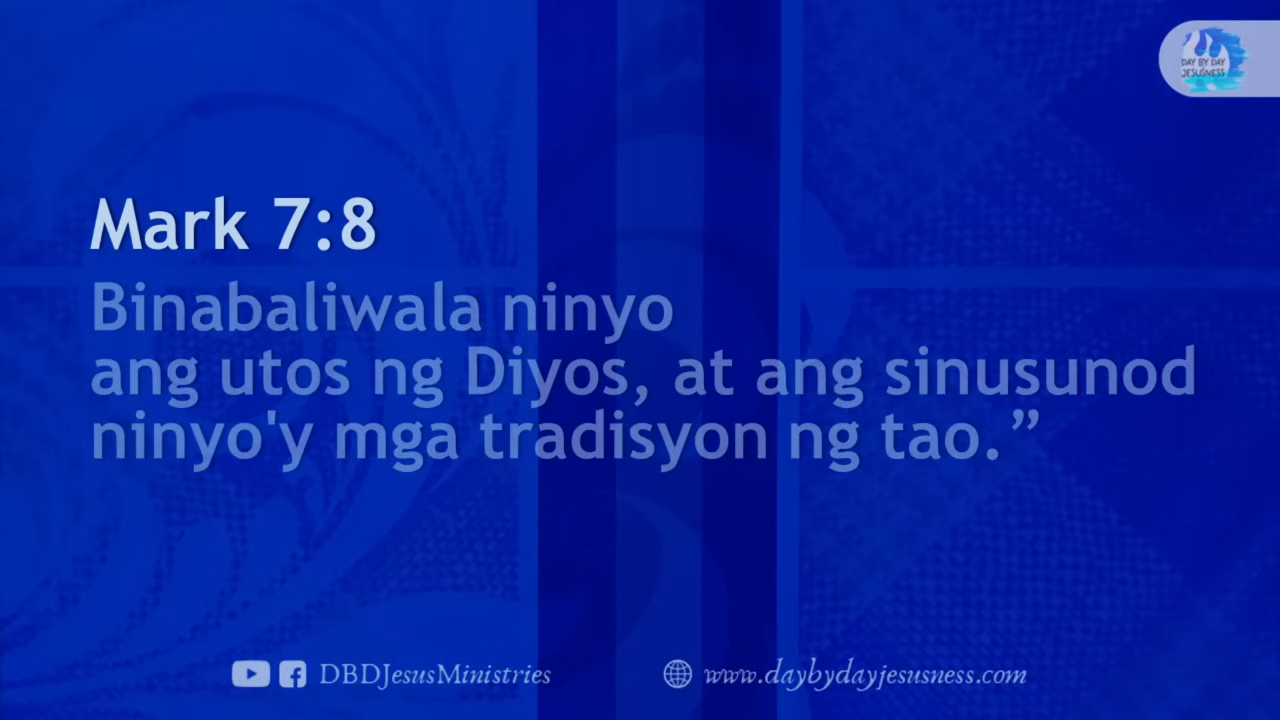 DAY BY DAY
JESUSNESS
Mark 7:8
Binabaliwala ninyo
ang utos ng Diyos, at ang sinusunod
ninyo'y mga tradisyon ng tao.”
DBDJesusMinistries
www.daybydayjesusness.com